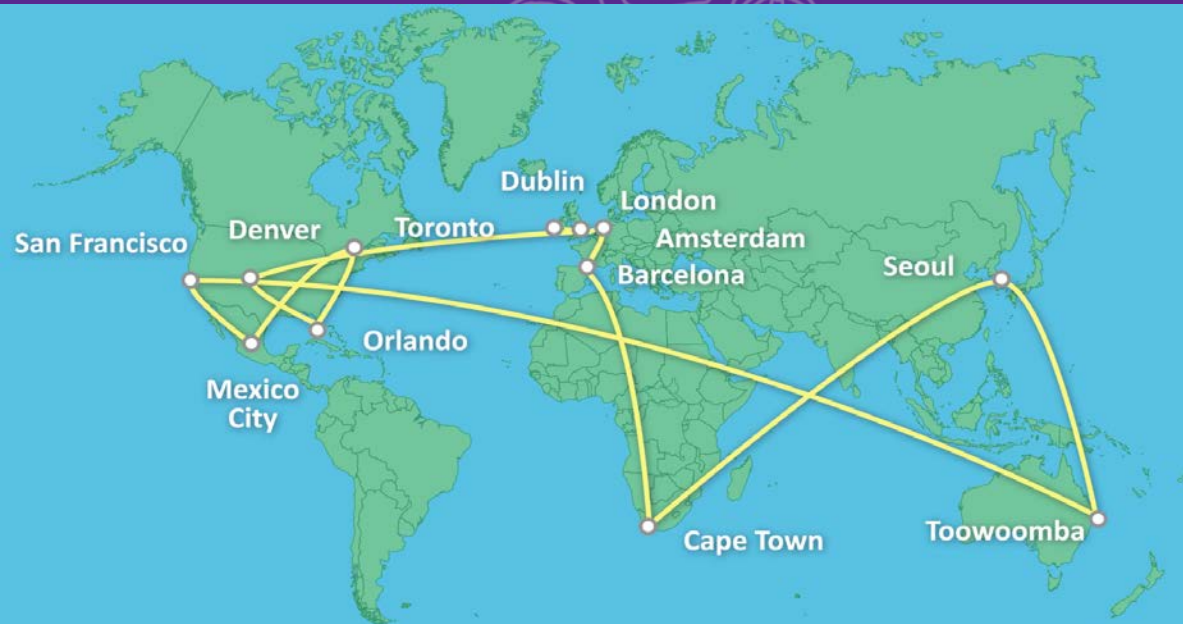 Dublin
London
San Francisco
Denver
Toronto
Amsterdam
Barcelona
Seoul
Orlando
Mexico
City
Cape Town
Toowoomba